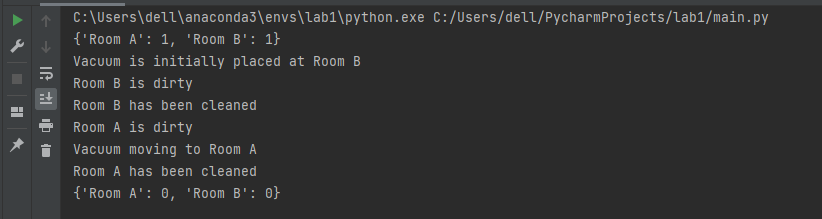 C:\Users\dell\anaconda3\envs\lab1\python.exe C:/Users/dell/PycharmProjects/lab1/main.py
{'Room A': 1, 'Room B': 1}
Vacuum is initially placed at Room B
Room B is dirty
Room B has been cleaned
Room A is dirty
Vacuum moving to Room A
Room A has been cleaned
{'Room A': 0, 'Room B': 0}